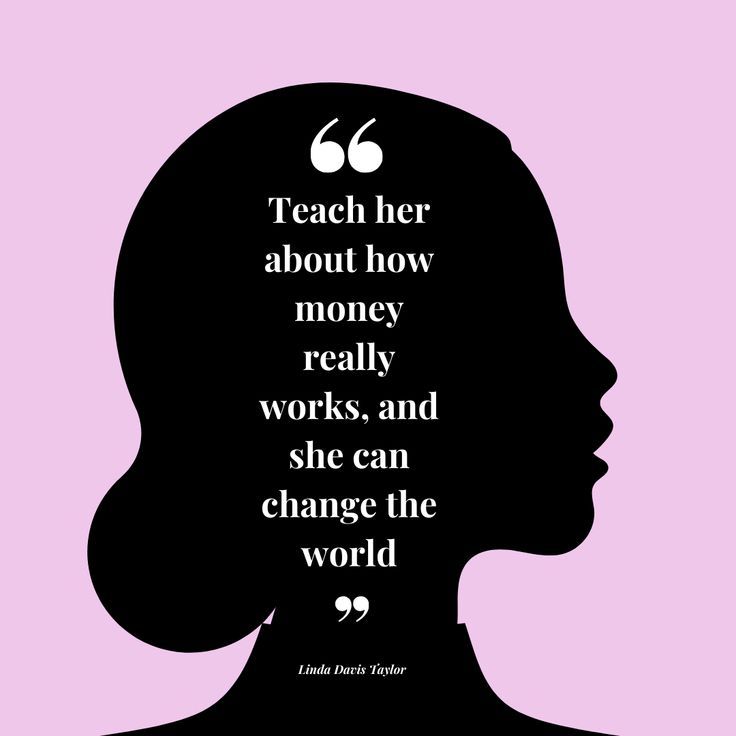 “
Teach her
about how
money
really
works, and
she can
change the
world
”
Linda Davis Taylor